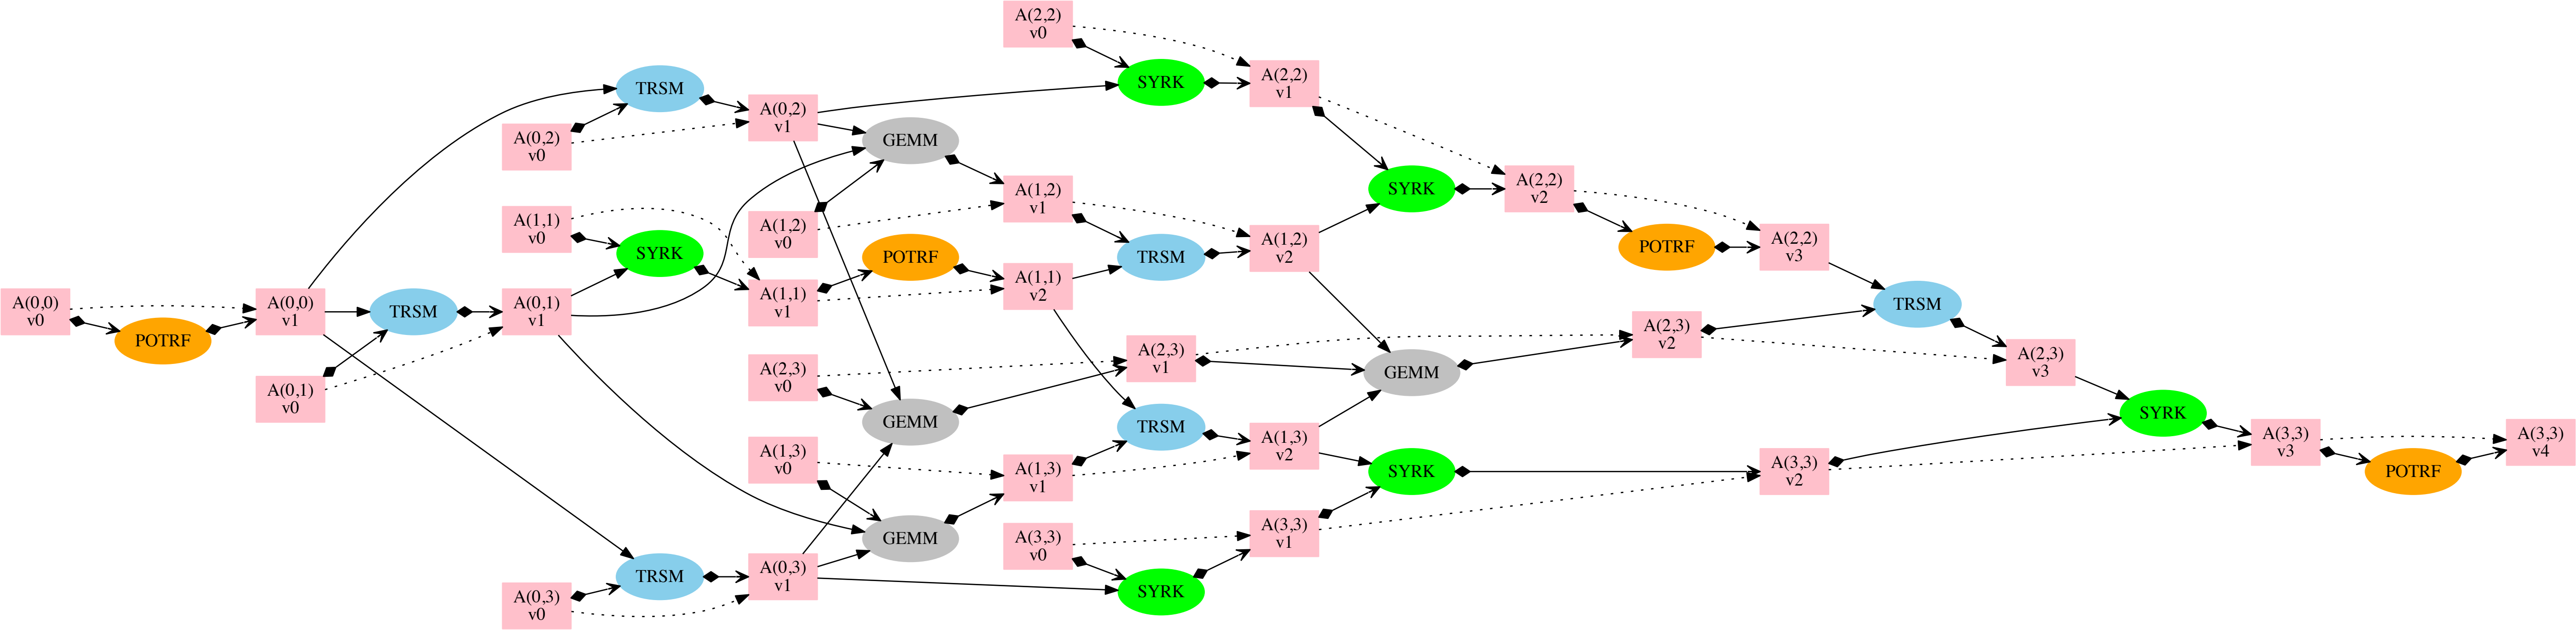 A(0,0)
v0
POTRF
A(0,0)
v1
A(0,1)
v0
TRSM
A(0,2)
v0
A(1,1)
v0
A(0,1)
v1
A(0,3)
v0
TRSM
SYRK
TRSM
A(0,2)
v1
A(1,2)
v0
A(1,1)
v1
A(2,3)
v0
A(1,3)
v0
A(0,3)
v1
GEMM
POTRF
GEMM
GEMM
A(2,2)
v0
A(1,2)
v1
A(1,1)
v2
A(1,3)
v1
A(3,3)
v0
SYRK
TRSM
A(2,3)
v1
TRSM
SYRK
A(2,2)
v1
A(1,2)
v2
A(1,3)
v2
A(3,3)
v1
SYRK
GEMM
SYRK
A(2,2)
v2
POTRF
A(2,3)
v2
A(2,2)
v3
A(3,3)
v2
TRSM
A(2,3)
v3
SYRK
A(3,3)
v3
POTRF
A(3,3)
v4